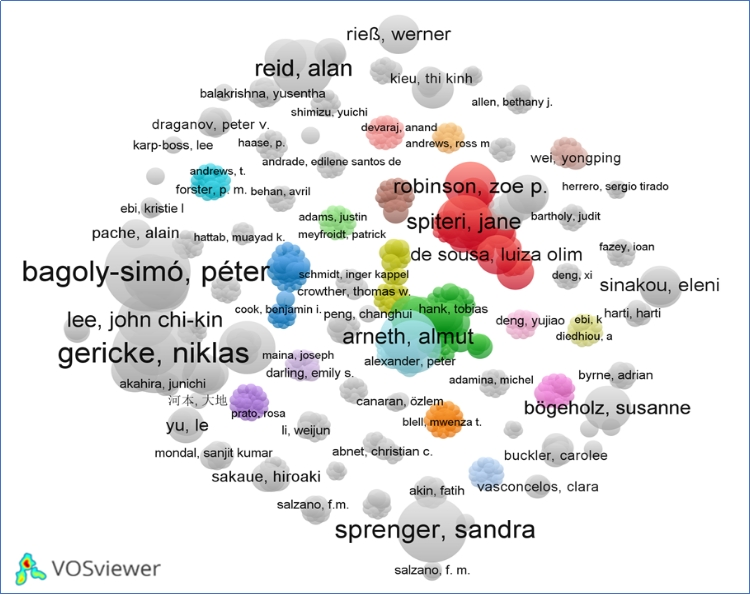 rieß, werner
reid, alan
kieu, thi kinh
balakrishna, yusentha
allen, bethany j.
shimizu, yuichi
draganov, peter v.
devaraj, anand
andrews, ross m
karp-boss, lee
haase, p.
wei, yongping
andrade, edilene santos de
andrews, t.
forster, p. m.
behan, avril
robinson, zoe p.
herrero, sergio tirado
ebi, kristie l
adams, justin
spiteri, jane
bartholy, judit
pache, alain
hattab, muayad k.
meyfroidt, patrick
de sousa, luiza olim
fazey, joan
bagoly-simó, péter
schmidt, inger kappel
deng, xi
sinakou, eleni
crowther, thomas w.
cook, benjamin i.
peng, changhui
hank, tobias
harti, harti
lee, john chi-kin
deng, yujiao
ebi, k
arneth, almut
diedhiou, a
gericke, niklas
maina, joseph
alexander, peter
darling, emily s.
akahira, junichi
adamina, michel
byrne, adrian
河本, 大地
canaran, özlem
prato, rosa
bögeholz, susanne
yu, le
blell, mwenza t.
li, weijun
mondal, sanjit kumar
abnet, christian c.
buckler, carolee
sakaue, hiroaki
akin, fatih
vasconcelos, clara
salzano, f.m.
sprenger, sandra
salzano, f. m.
VOSviewer